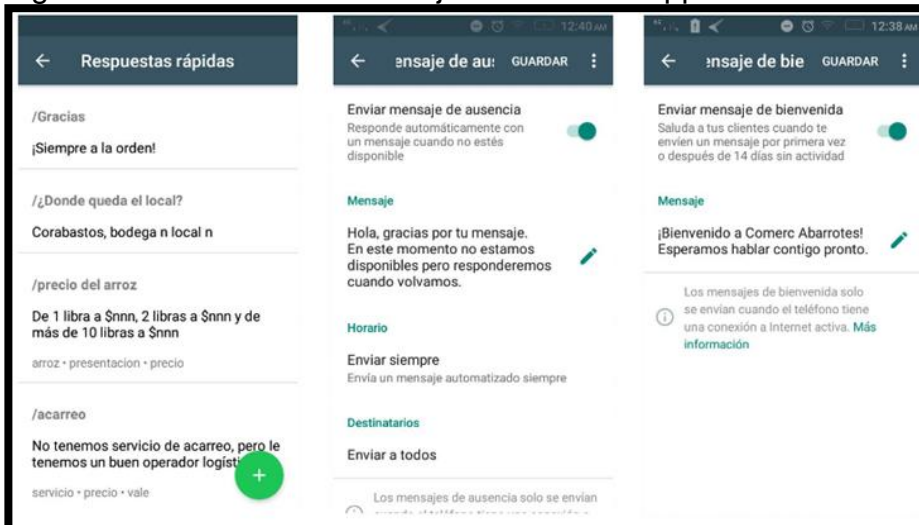 Respuestas rápidas
/Gracias
¡Siempre a la orden!
/¿Donde queda el local?
Corabastos, bodega n local n
/precio del arroz
De 1 libra a $nnn, 2 libras a $nnn y de
más de 10 libras a $nnn
arroz • presentacion • precio
/acarreo
No tenemos servicio de acarreo, pero le
tenemos un buen operador logísti
servicio • precio • vale
12:40 AM
ensaje de au GUARDAR
Enviar mensaje de ausencia
Responde automáticamente con
un mensaje cuando no estés
disponible
Mensaje
Hola, gracias por tu mensaje.
En este momento no estamos
disponibles pero responderemos
cuando volvamos.
Horario
Enviar siempre
Envía un mensaje automatizado siempre
Destinatarios
Enviar a todos
Los mensajes de ausencia solo se envían
12:38 AM
ensaje de bie GUARDAR
Enviar mensaje de bienvenida
Saluda a tus clientes cuando te
envíen un mensaje por primera vez
o después de 14 días sin actividad
Mensaje
¡Bienvenido a Comerc Abarrotes!
Esperamos hablar contigo pronto.
Los mensajes de bienvenida solo
se envían cuando el teléfono tiene
una conexión a Internet activa. Más
información